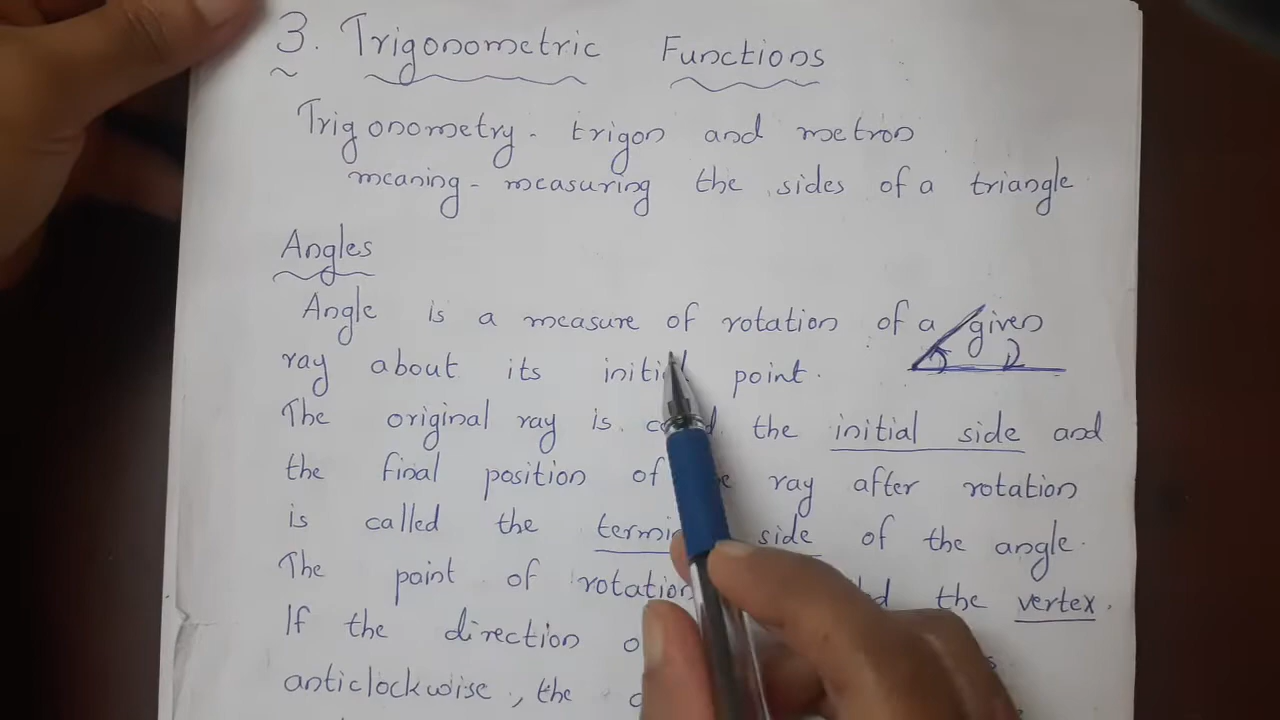 3. Trigonometric Functions
Trigonometry - trigon and metron
meaning - measuring the sides of a triangle
Angles
Angle is a measure of rotation of a given
ray about its initial point.
The original ray is the initial side and
the final position of ray after rotation
is called the side of the angle.
The point of rotation the vertex.
If the direction
anticlockwise, the